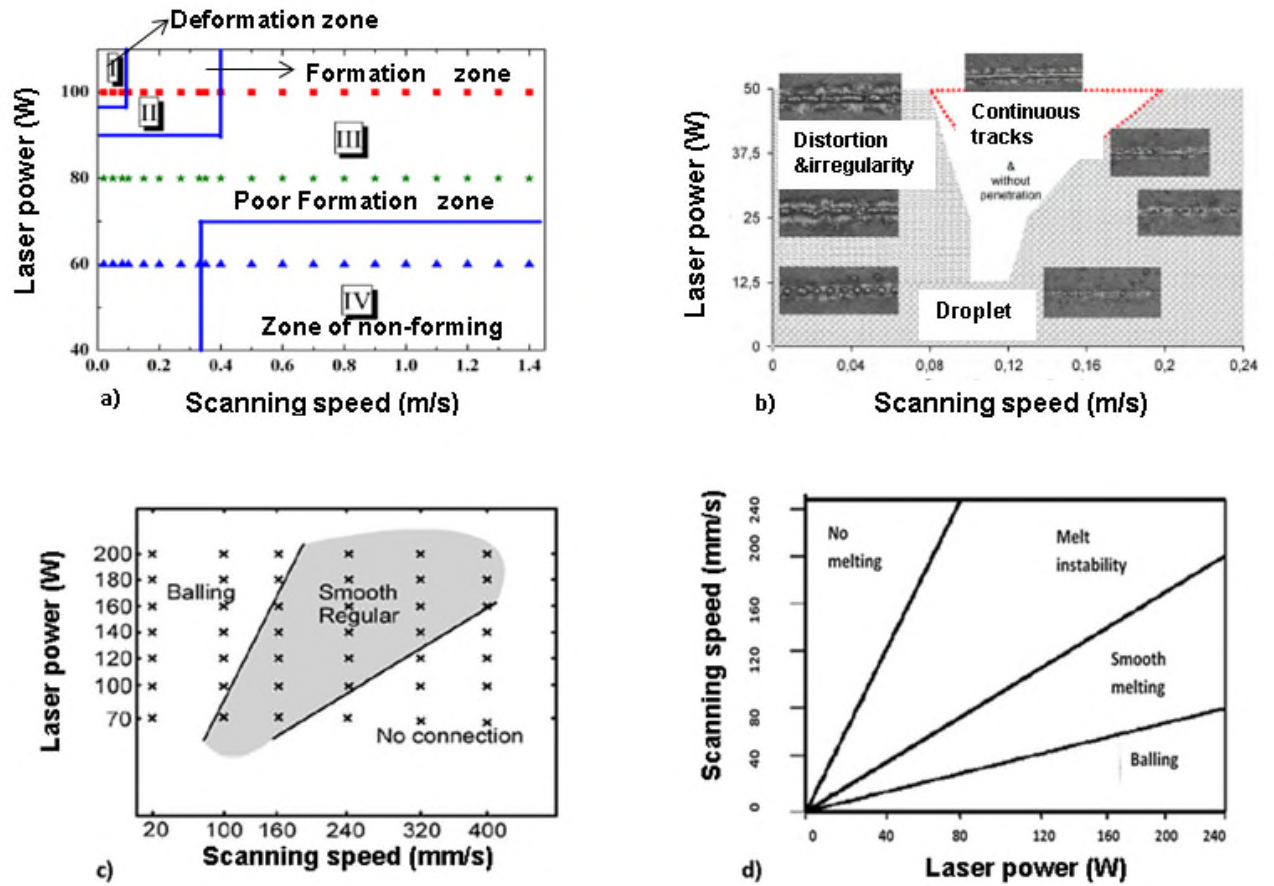 Deformation zone
I
Formation zone
II
III
Poor Formation zone
IV
Zone of non-forming
Laser power (W)
100
80
60
40
0.0 0.2 0.4 0.6 0.8 1.0 1.2 1.4
a) Scanning speed (m/s)
Continuous
tracks
&
without
penetration
Distortion
&irregularity
Droplet
Laser power (W)
50
37,5
25
12,5
0
0 0,04 0,08 0,12 0,16 0,2 0,24
b) Scanning speed (m/s)
Balling
Smooth
Regular
No connection
Laser power (W)
200
180
160
140
120
100
70
20 100 160 240 320 400
c) Scanning speed (mm/s)
No
melting
Melt
instability
Smooth
melting
Balling
Scanning speed (mm/s)
240
200
160
120
80
40
0
0 40 80 120 160 200 240
d) Laser power (W)